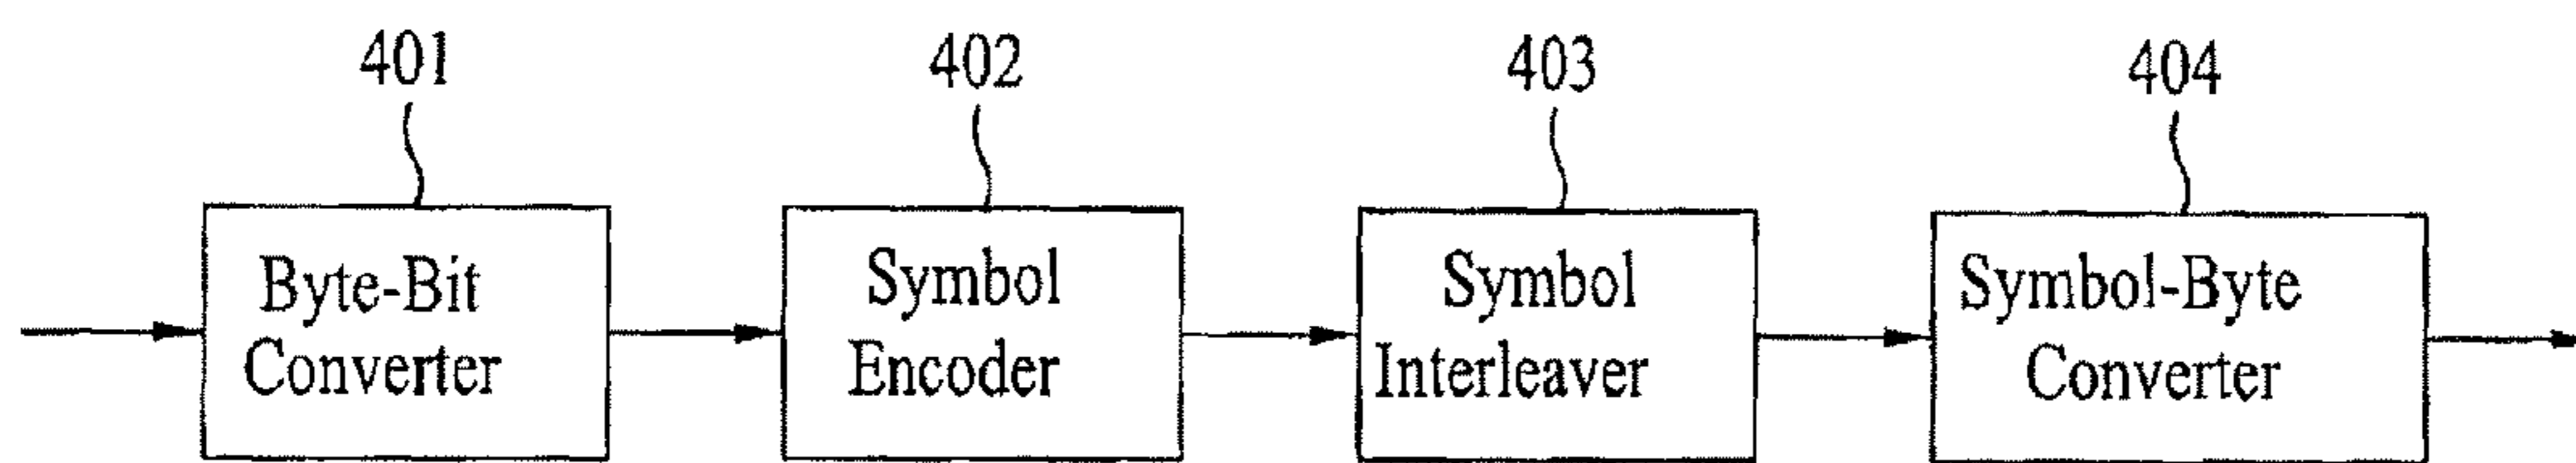 401
402
403
404
Byte-Bit
Converter
Symbol
Encoder
Symbol
Interleaver
Symbol-Byte
Converter